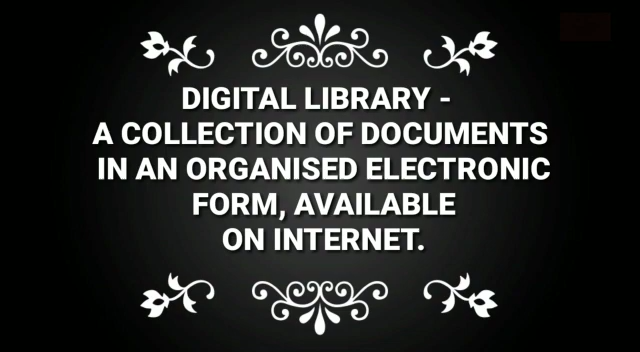 DIGITAL LIBRARY -
A COLLECTION OF DOCUMENTS
IN AN ORGANISED ELECTRONIC
FORM, AVAILABLE
ON INTERNET.